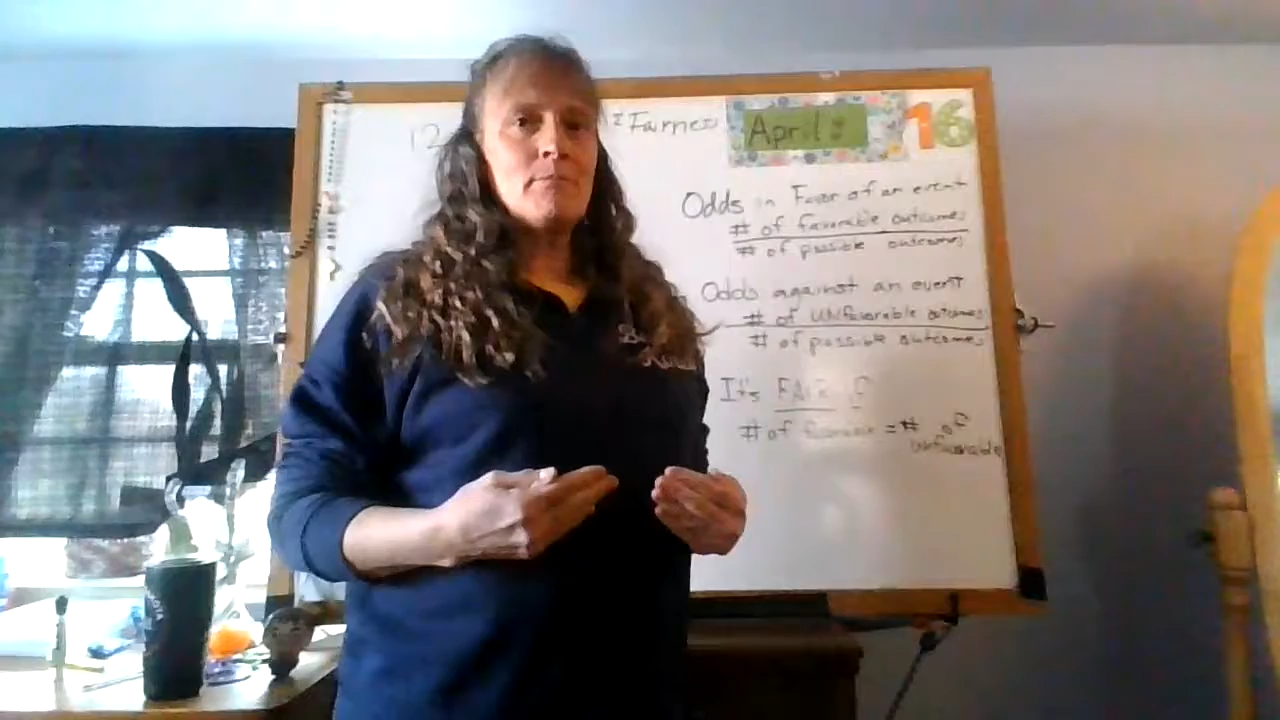 12
Fairness
April 16
Odds in Favor of an event
# of favorable outcomes
# of possible outcomes
Odds against an event
# of UNfavorable outcomes
# of possible outcomes
It's FAIR if
# of favorable = # of
Unfavorable